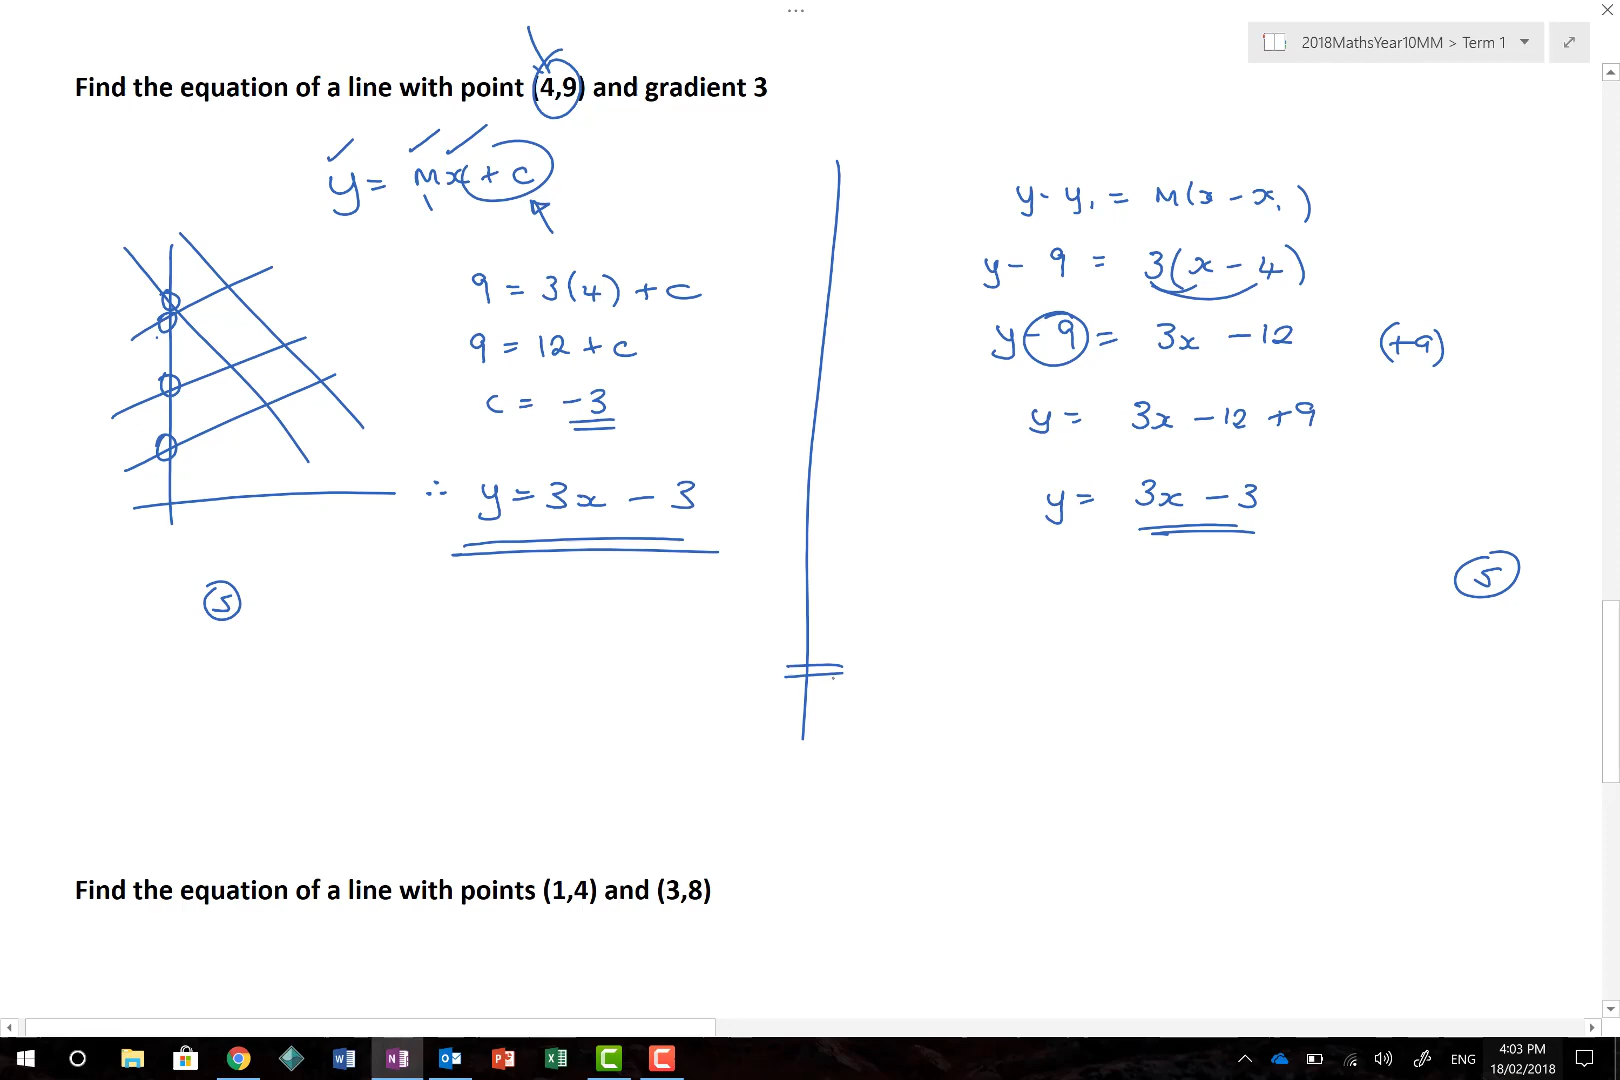 2018MathsYear10MM > Term 1
Find the equation of a line with point (4,9) and gradient 3
y = mx + c
9 = 3(4) + c
9 = 12 + c
c = -3
∴ y = 3x - 3
5
y - y₁ = m(x - x₁)
y - 9 = 3(x - 4)
y - 9 = 3x - 12 (+9)
y = 3x - 12 + 9
y = 3x - 3
5
Find the equation of a line with points (1,4) and (3,8)
ENG
4:03 PM
18/02/2018